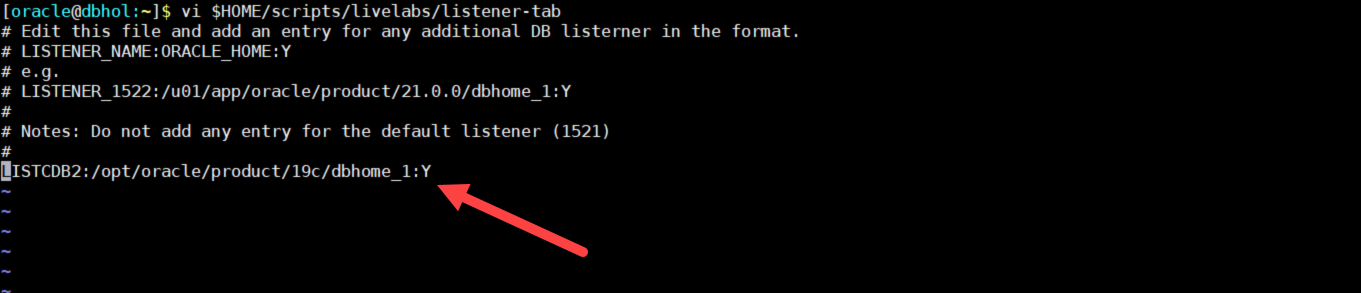 [oracle@dbhol:~]$ vi $HOME/scripts/livelabs/listener-tab
# Edit this file and add an entry for any additional DB listerner in the format.
# LISTENER_NAME:ORACLE_HOME:Y
# e.g.
# LISTENER_1522:/u01/app/oracle/product/21.0.0/dbhome_1:Y
#
# Notes: Do not add any entry for the default listener (1521)
#
LISTCDB2:/opt/oracle/product/19c/dbhome_1:Y
~
~
~
~
~
~